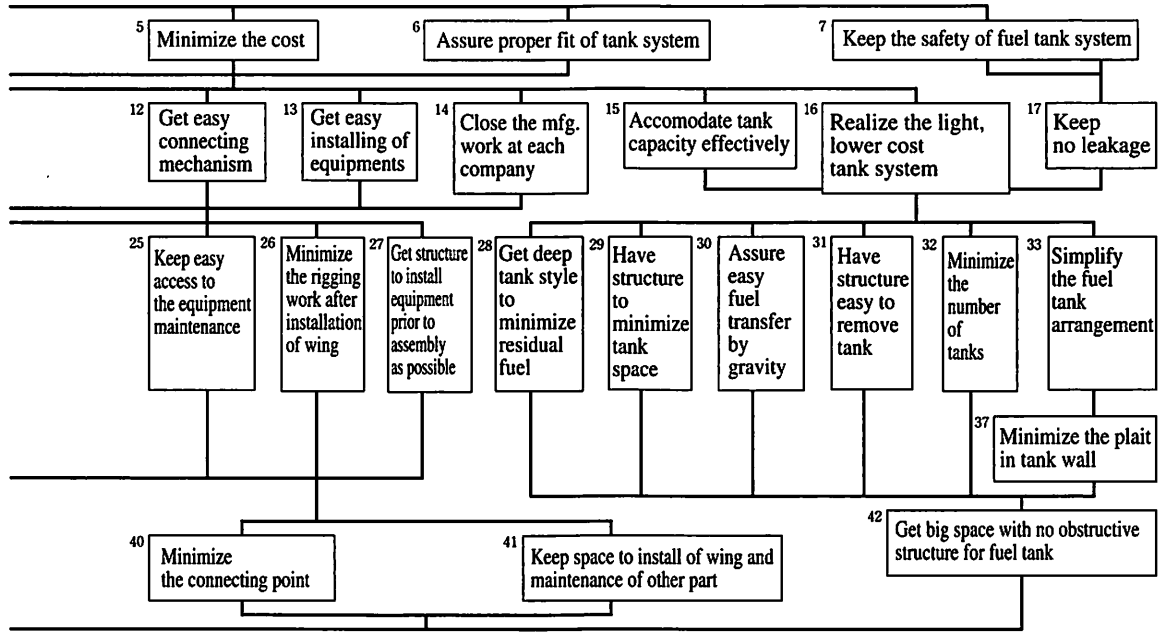 5
Minimize the cost
6
Assure proper fit of tank system
7
Keep the safety of fuel tank system
12
Get easy
connecting
mechanism
13
Get easy
installing of
equipments
14
Close the mfg.
work at each
company
15
Accomodate tank
capacity effectively
16
Realize the light,
lower cost
tank system
17
Keep
no leakage
25
Keep easy
access to
the equipment
maintenance
26
Minimize
the rigging
work after
installation
of wing
27
Get structure
to install
equipment
prior to
assembly
as possible
28
Get deep
tank style
to
minimize
residual
fuel
29
Have
structure
to
minimize
tank
space
30
Assure
easy
fuel
transfer
by
gravity
31
Have
structure
easy to
remove
tank
32
Minimize
the
number
of
tanks
33
Simplify
the fuel
tank
arrangement
37
Minimize the plait
in tank wall
40
Minimize
the connecting point
41
Keep space to install of wing and
maintenance of other part
42
Get big space with no obstructive
structure for fuel tank